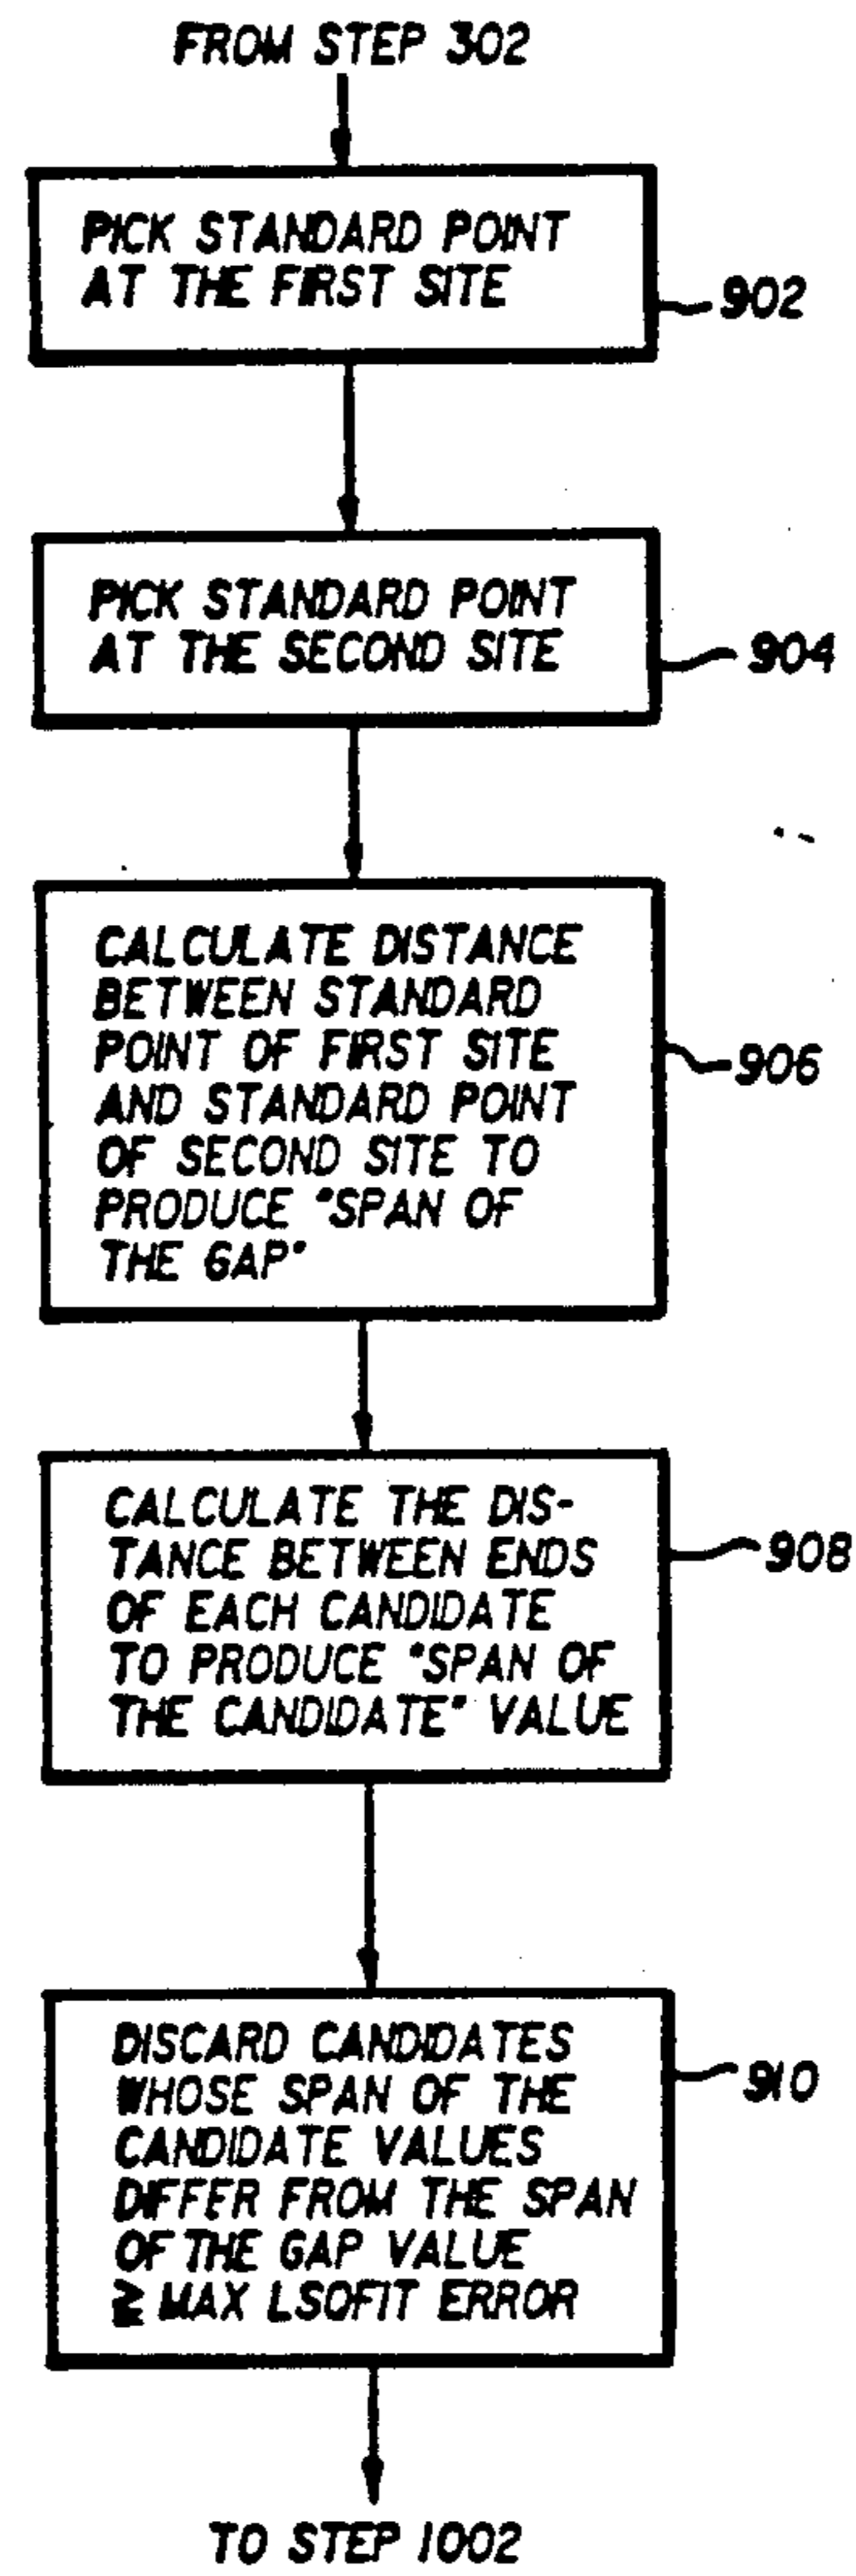 FROM STEP 302
PICK STANDARD POINT
AT THE FIRST SITE
902
PICK STANDARD POINT
AT THE SECOND SITE
904
CALCULATE DISTANCE
BETWEEN STANDARD
POINT OF FIRST SITE
AND STANDARD POINT
OF SECOND SITE TO
PRODUCE "SPAN OF
THE GAP"
906
CALCULATE THE DIS-
TANCE BETWEEN ENDS
OF EACH CANDIDATE
TO PRODUCE "SPAN OF
THE CANDIDATE" VALUE
908
DISCARD CANDIDATES
WHOSE SPAN OF THE
CANDIDATE VALUES
DIFFER FROM THE SPAN
OF THE GAP VALUE
≧ MAX LSOFIT ERROR
910
TO STEP 1002